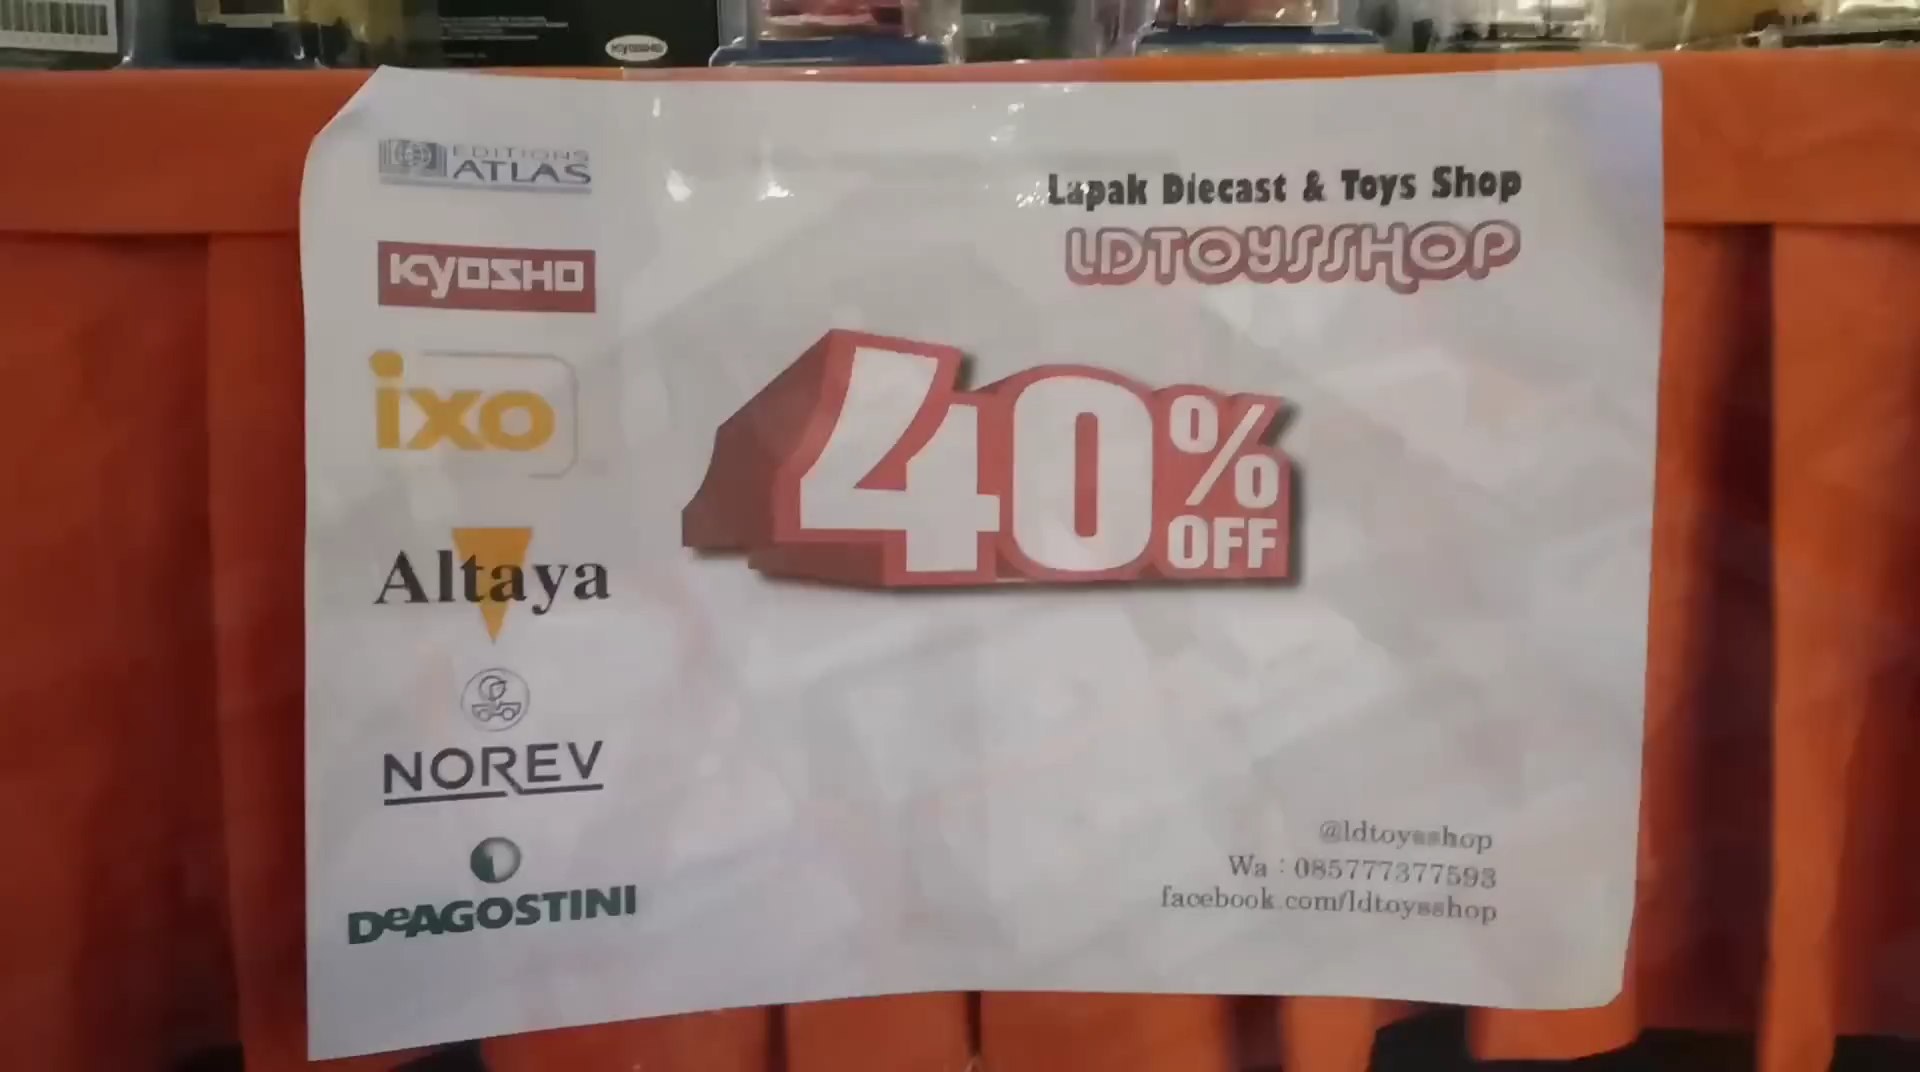 KYOSHO
EDITIONS
ATLAS
KYOSHO
ixo
Altaya
NOREV
DeAGOSTINI
Lapak Diecast & Toys Shop
LDTOYSSHOP
40%
OFF
@ldtoysshop
Wa : 085777377593
facebook.com/ldtoysshop